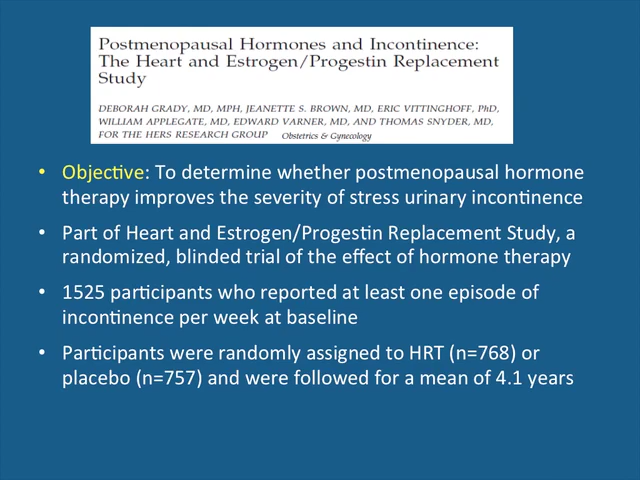 Postmenopausal Hormones and Incontinence:
The Heart and Estrogen/Progestin Replacement
Study
DEBORAH GRADY, MD, MPH, JEANETTE S. BROWN, MD, ERIC VITTINGHOFF, PhD,
WILLIAM APPLEGATE, MD, EDWARD VARNER, MD, AND THOMAS SNYDER, MD,
FOR THE HERS RESEARCH GROUP Obstetrics & Gynecology
• Objective: To determine whether postmenopausal hormone
therapy improves the severity of stress urinary incontinence
• Part of Heart and Estrogen/Progestin Replacement Study, a
randomized, blinded trial of the effect of hormone therapy
• 1525 participants who reported at least one episode of
incontinence per week at baseline
• Participants were randomly assigned to HRT (n=768) or
placebo (n=757) and were followed for a mean of 4.1 years